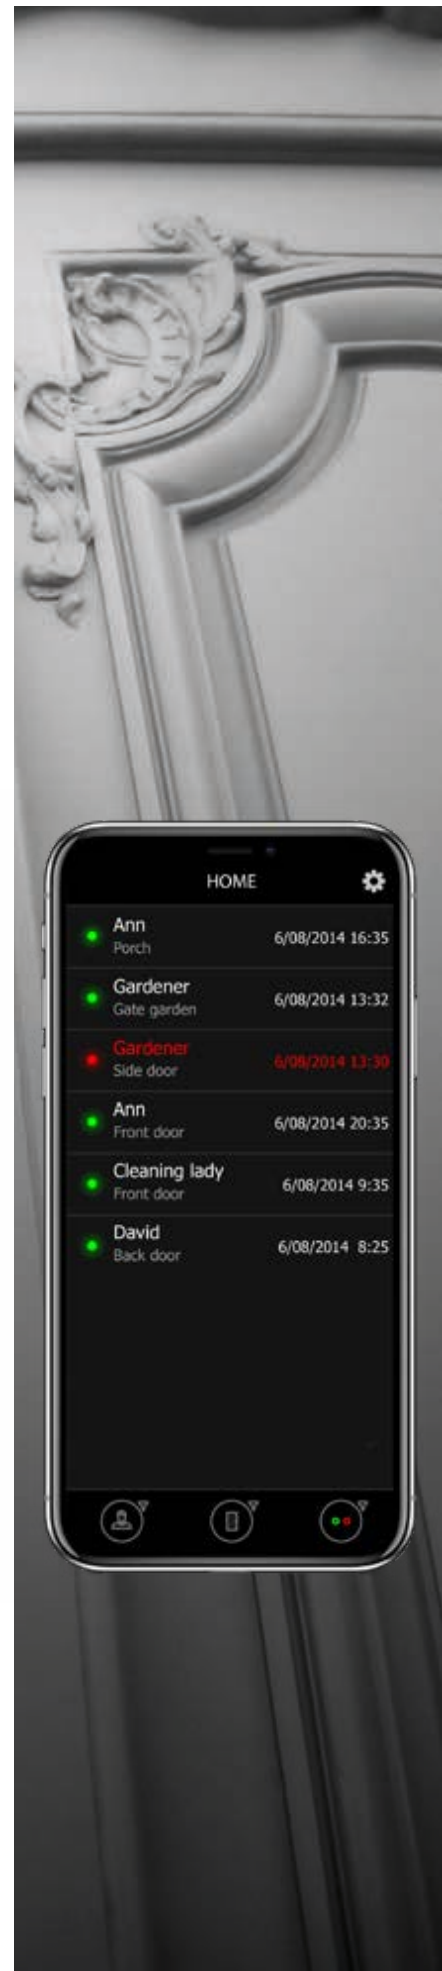 HOME
Ann 6/08/2014 16:35
Porch
Gardener 6/08/2014 13:32
Gate garden
Gardener 6/08/2014 13:30
Side door
Ann 6/08/2014 20:35
Front door
Cleaning lady 6/08/2014 9:35
Front door
David 6/08/2014 8:25
Back door